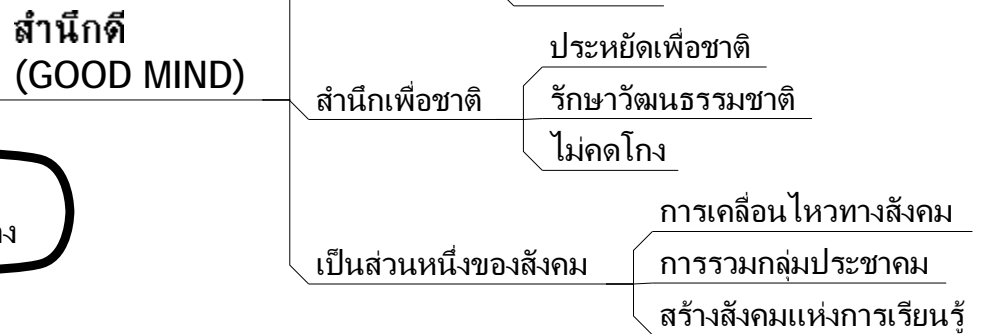 สำนึกดี
(GOOD MIND)
สำนึกเพื่อชาติ
ประหยัดเพื่อชาติ
รักษาวัฒนธรรมชาติ
ไม่คดโกง
เป็นส่วนหนึ่งของสังคม
การเคลื่อนไหวทางสังคม
การรวมกลุ่มประชาคม
สร้างสังคมแห่งการเรียนรู้